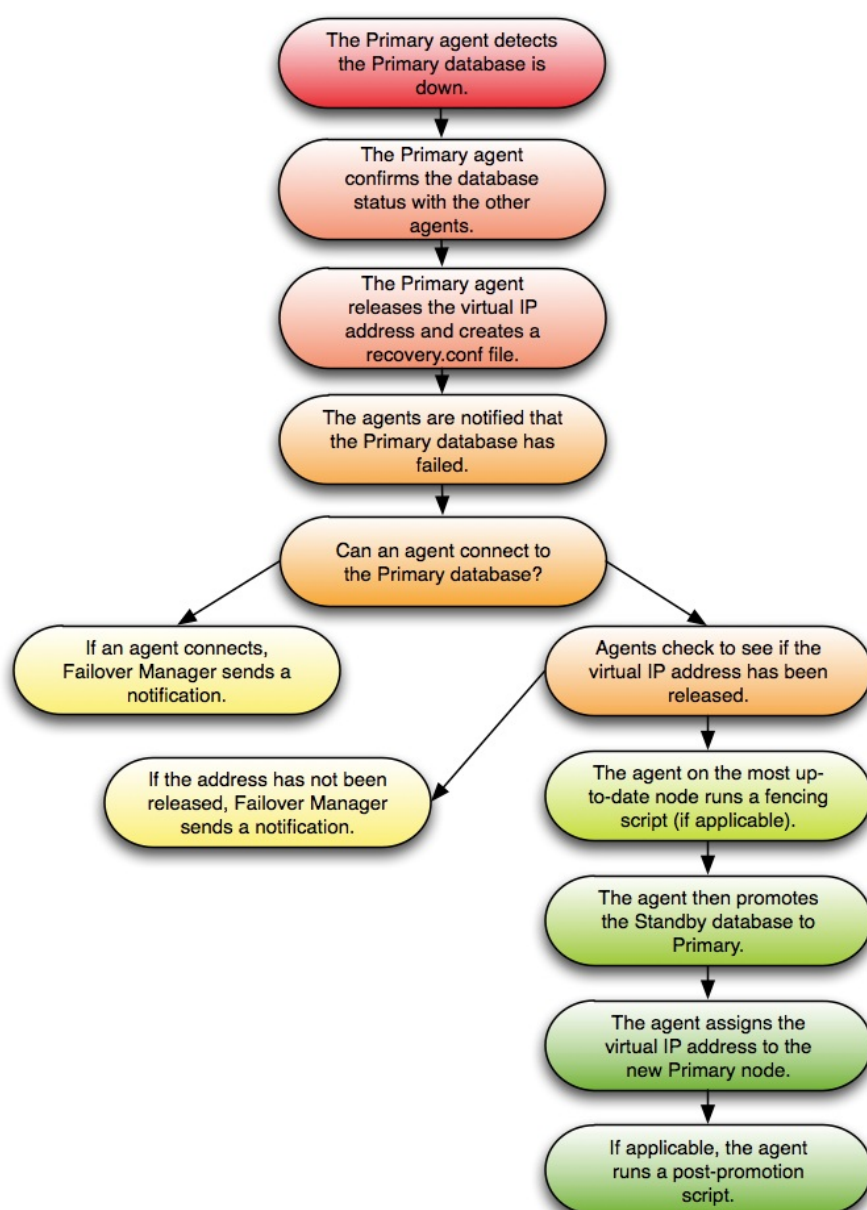 The Primary agent detects
the Primary database is
down.
The Primary agent
confirms the database
status with the other
agents.
The Primary agent
releases the virtual IP
address and creates a
recovery.conf file.
The agents are notified that
the Primary database has
failed.
Can an agent connect to
the Primary database?
If an agent connects,
Failover Manager sends a
notification.
Agents check to see if the
virtual IP address has been
released.
If the address has not been
released, Failover Manager
sends a notification.
The agent on the most up-
to-date node runs a fencing
script (if applicable).
The agent then promotes
the Standby database to
Primary.
The agent assigns the
virtual IP address to the
new Primary node.
If applicable, the agent
runs a post-promotion
script.